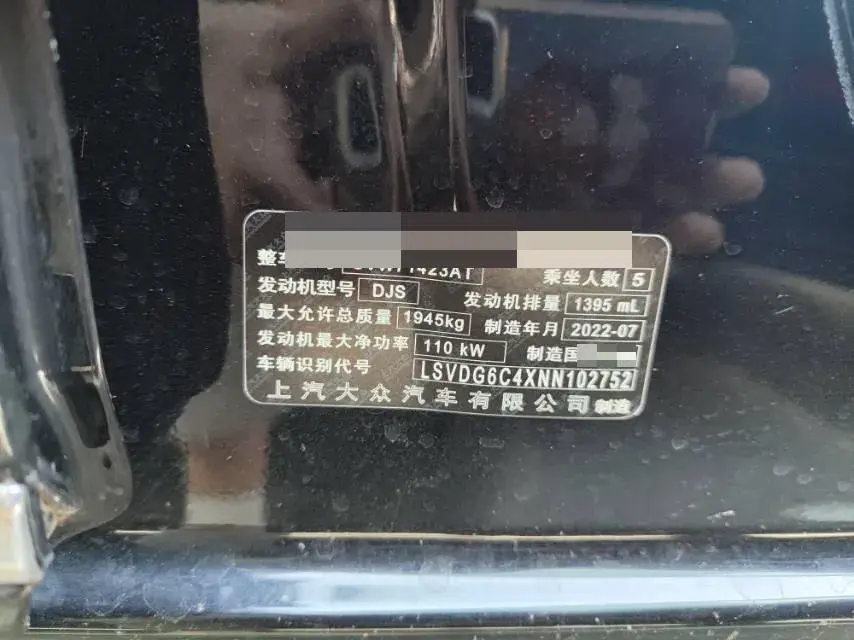 整车
乘坐人数 5
发动机型号 DJS 发动机排量 1395 mL
最大允许总质量 1945kg 制造年月 2022-07
发动机最大净功率 110 kW 制造国
车辆识别代号 LSVDG6C4XNN102752
上汽大众汽车有限公司 制造